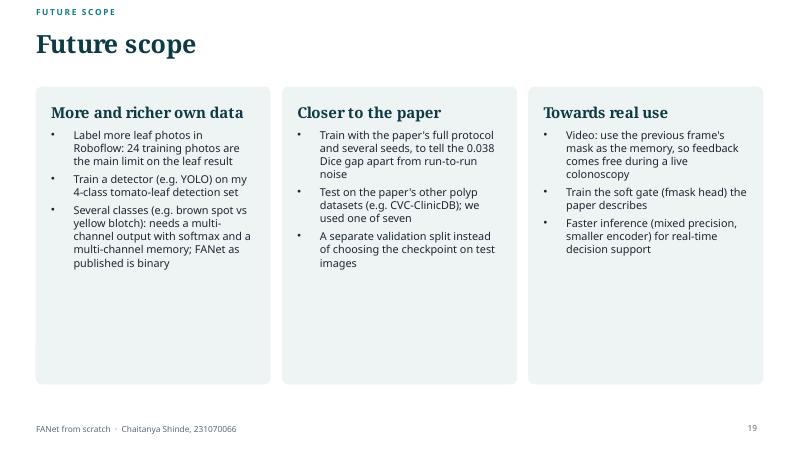 FUTURE SCOPE
Future scope
More and richer own data
• Label more leaf photos in
Roboflow: 24 training photos are
the main limit on the leaf result
• Train a detector (e.g. YOLO) on my
4-class tomato-leaf detection set
• Several classes (e.g. brown spot vs
yellow blotch): needs a multi-
channel output with softmax and a
multi-channel memory; FANet as
published is binary
Closer to the paper
• Train with the paper's full protocol
and several seeds, to tell the 0.038
Dice gap apart from run-to-run
noise
• Test on the paper's other polyp
datasets (e.g. CVC-ClinicDB); we
used one of seven
• A separate validation split instead
of choosing the checkpoint on test
images
Towards real use
• Video: use the previous frame's
mask as the memory, so feedback
comes free during a live
colonoscopy
• Train the soft gate (fmask head) the
paper describes
• Faster inference (mixed precision,
smaller encoder) for real-time
decision support
FANet from scratch · Chaitanya Shinde, 231070066
19